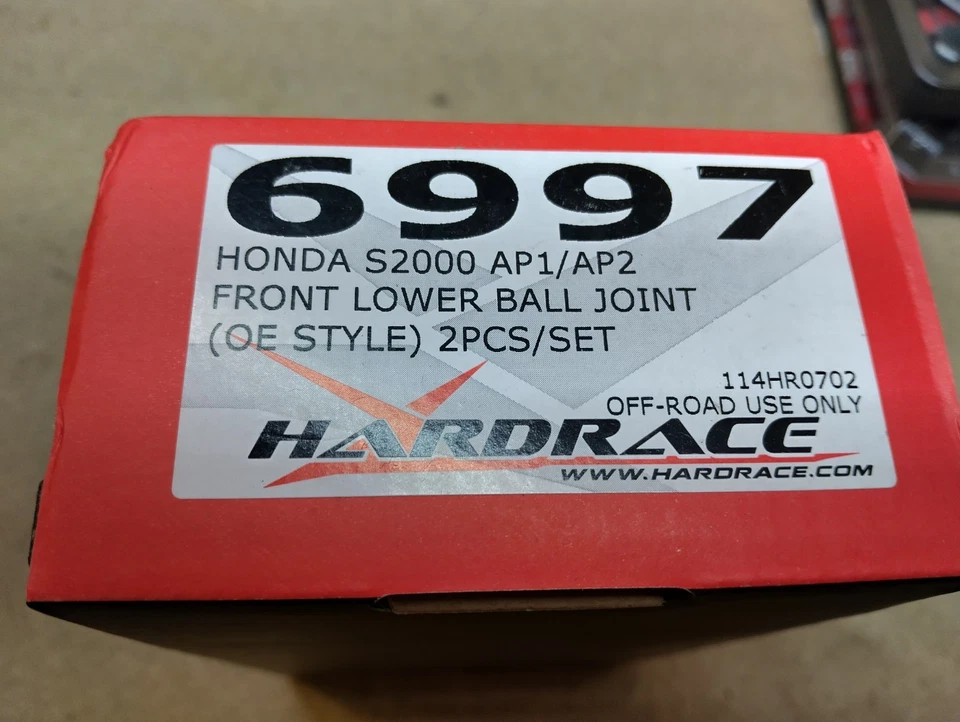 6997
HONDA S2000 AP1/AP2
FRONT LOWER BALL JOINT
(OE STYLE) 2PCS/SET
114HR0702
OFF-ROAD USE ONLY
HARDRACE
WWW.HARDRACE.COM